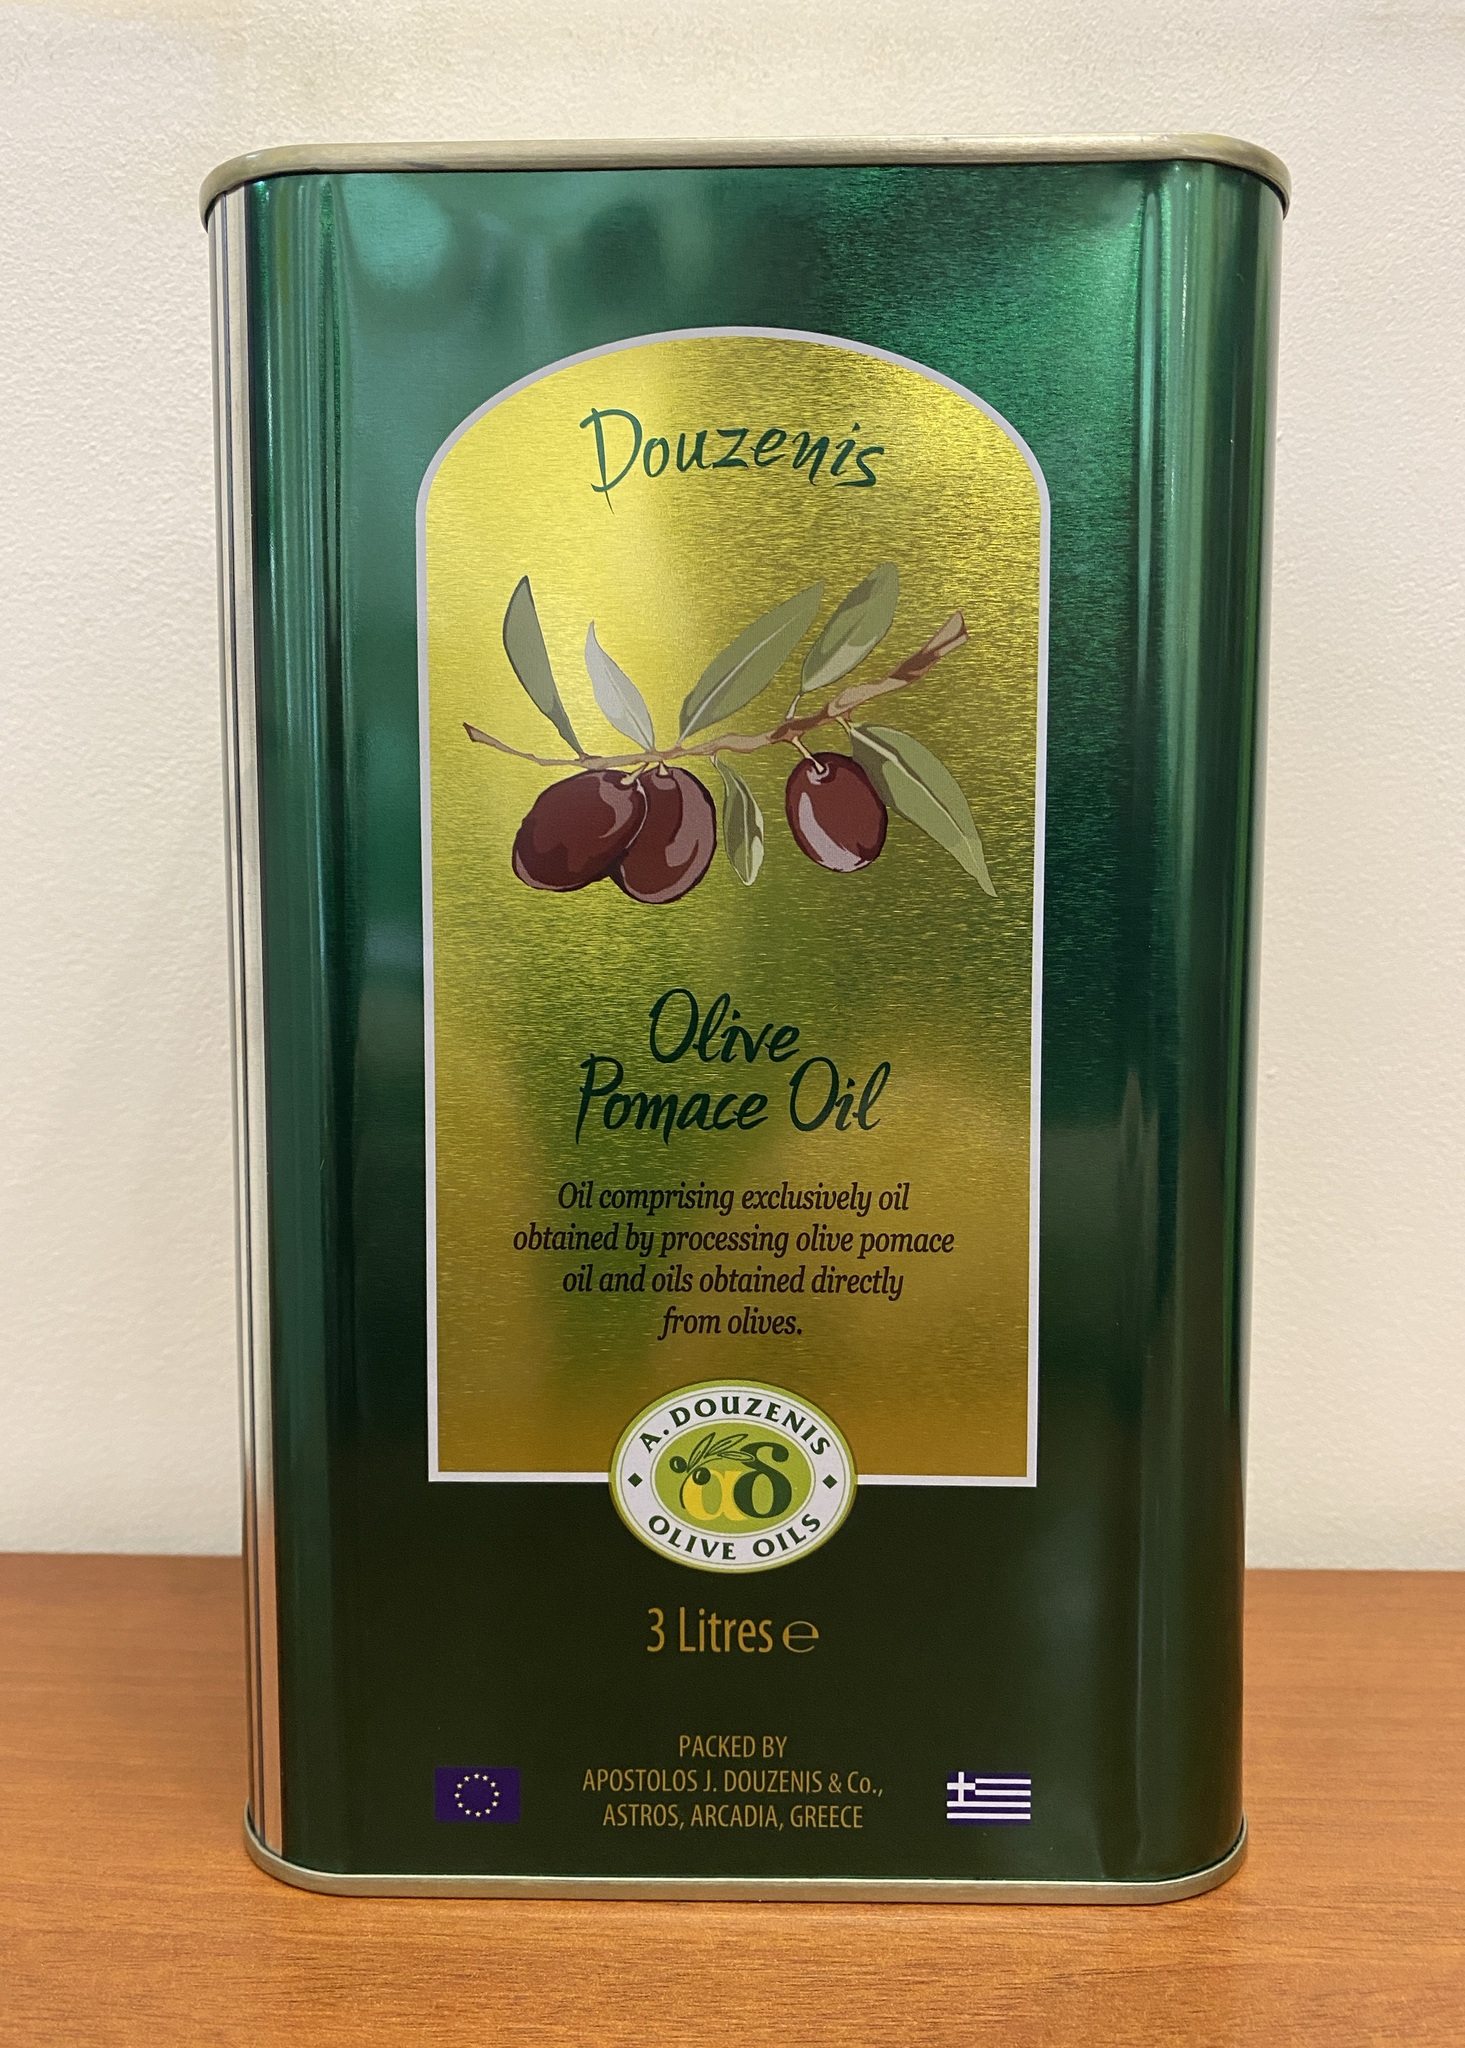 Douzenis
Olive
Pomace Oil
Oil comprising exclusively oil
obtained by processing olive pomace
oil and oils obtained directly
from olives.
A. DOUZENIS
αδ
OLIVE OILS
3 Litres ℮
PACKED BY
APOSTOLOS J. DOUZENIS & Co.,
ASTROS, ARCADIA, GREECE